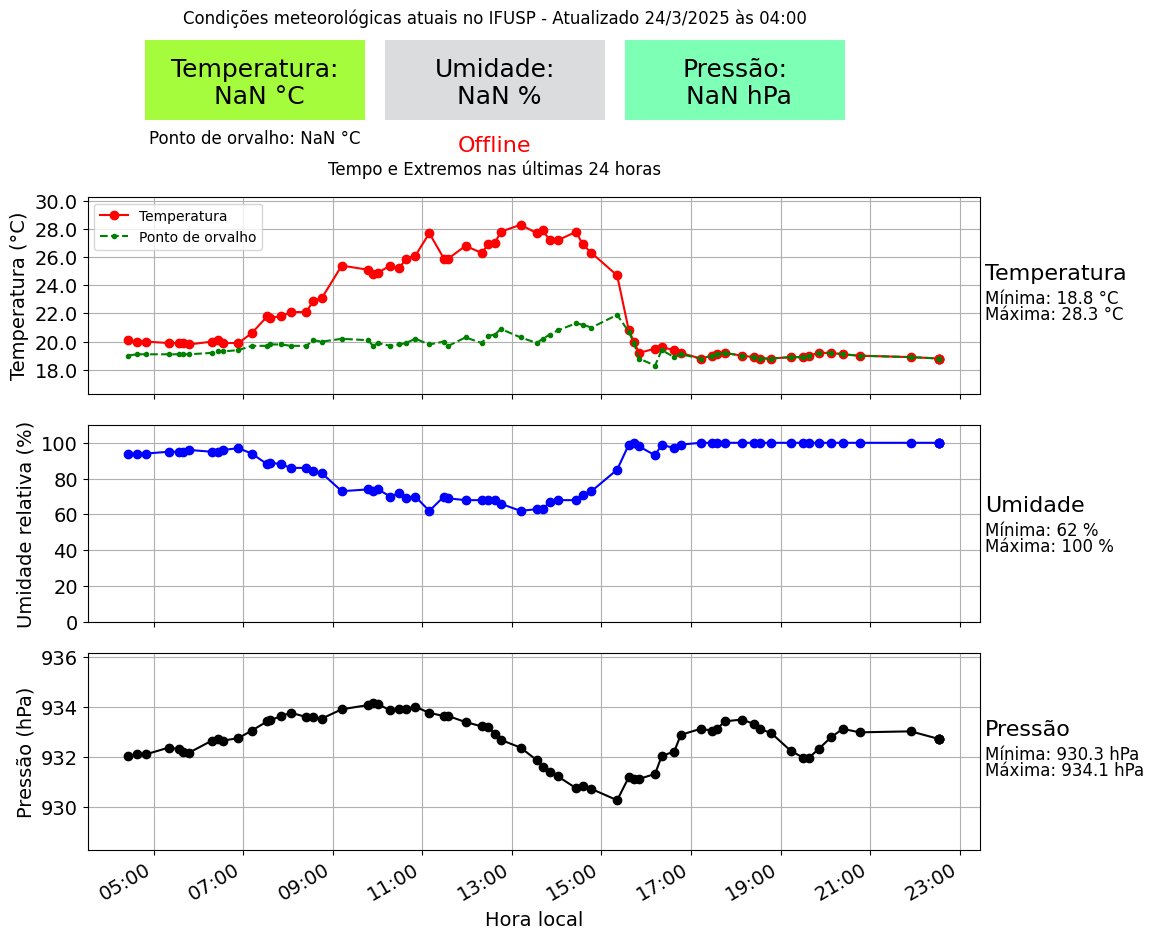 Condições meteorológicas atuais no IFUSP - Atualizado 24/3/2025 às 04:00
Temperatura:
NaN °C
Umidade:
NaN %
Pressão:
NaN hPa
Ponto de orvalho: NaN °C
Offline
Tempo e Extremos nas últimas 24 horas
Temperatura (°C)
30.0
28.0
26.0
24.0
22.0
20.0
18.0
Temperatura
Ponto de orvalho
Temperatura
Mínima: 18.8 °C
Máxima: 28.3 °C
Umidade relativa (%)
100
80
60
40
20
0
Umidade
Mínima: 62 %
Máxima: 100 %
Pressão (hPa)
936
934
932
930
Pressão
Mínima: 930.3 hPa
Máxima: 934.1 hPa
05:00 07:00 09:00 11:00 13:00 15:00 17:00 19:00 21:00 23:00
Hora local